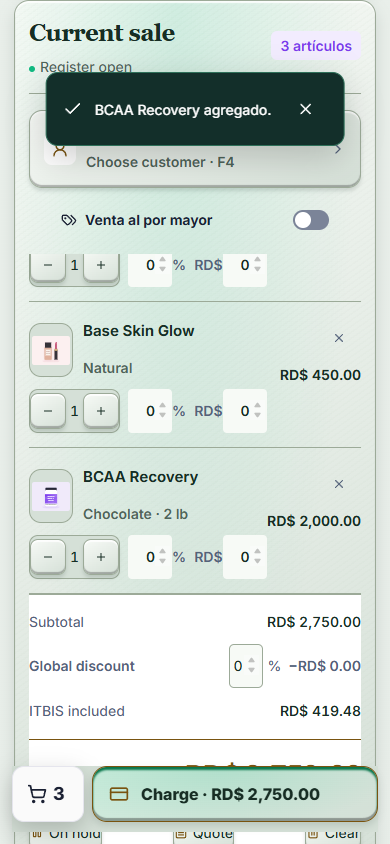 Current sale
3 artículos
Register open
BCAA Recovery agregado.
Choose customer · F4
Venta al por mayor
1
0 % RD$ 0
Base Skin Glow
Natural
RD$ 450.00
1
0 % RD$ 0
BCAA Recovery
Chocolate · 2 lb
RD$ 2,000.00
1
0 % RD$ 0
Subtotal RD$ 2,750.00
Global discount 0 % −RD$ 0.00
ITBIS included RD$ 419.48
3 Charge · RD$ 2,750.00
On hold Quote Clear